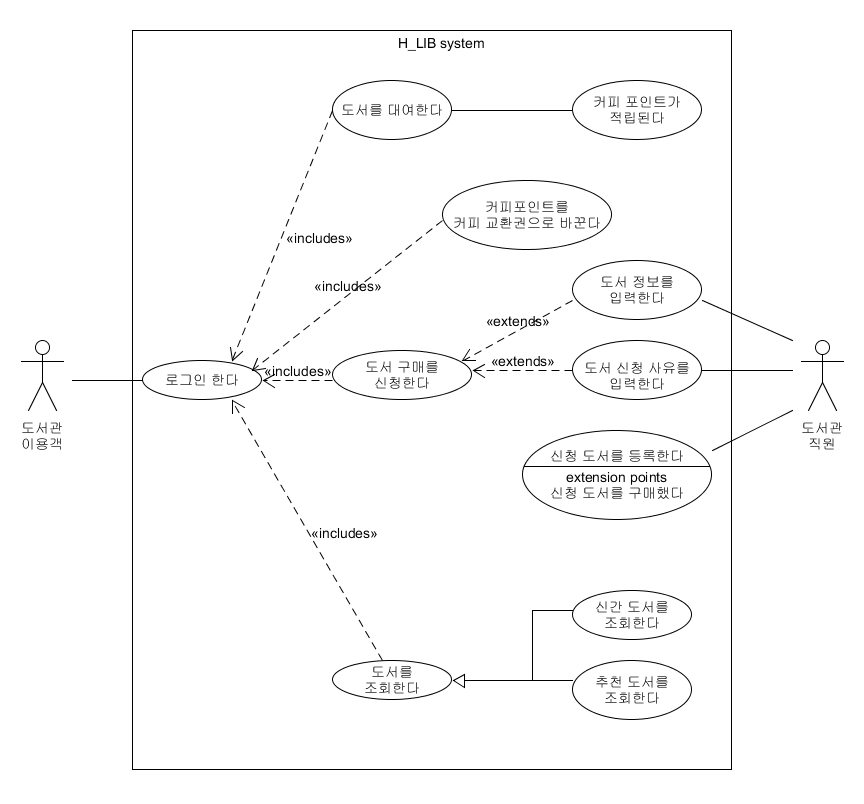 H_LIB system
도서를 대여한다
커피 포인트가
적립된다
«includes»
커피포인트를
커피 교환권으로 바꾼다
«includes»
도서 정보를
입력한다
«extends»
도서 구매를
신청한다
«includes»
로그인 한다
«extends»
도서 신청 사유를
입력한다
도서관
이용객
도서관
직원
신청 도서를 등록한다
extension points
신청 도서를 구매했다
«includes»
신간 도서를
조회한다
도서를
조회한다
추천 도서를
조회한다